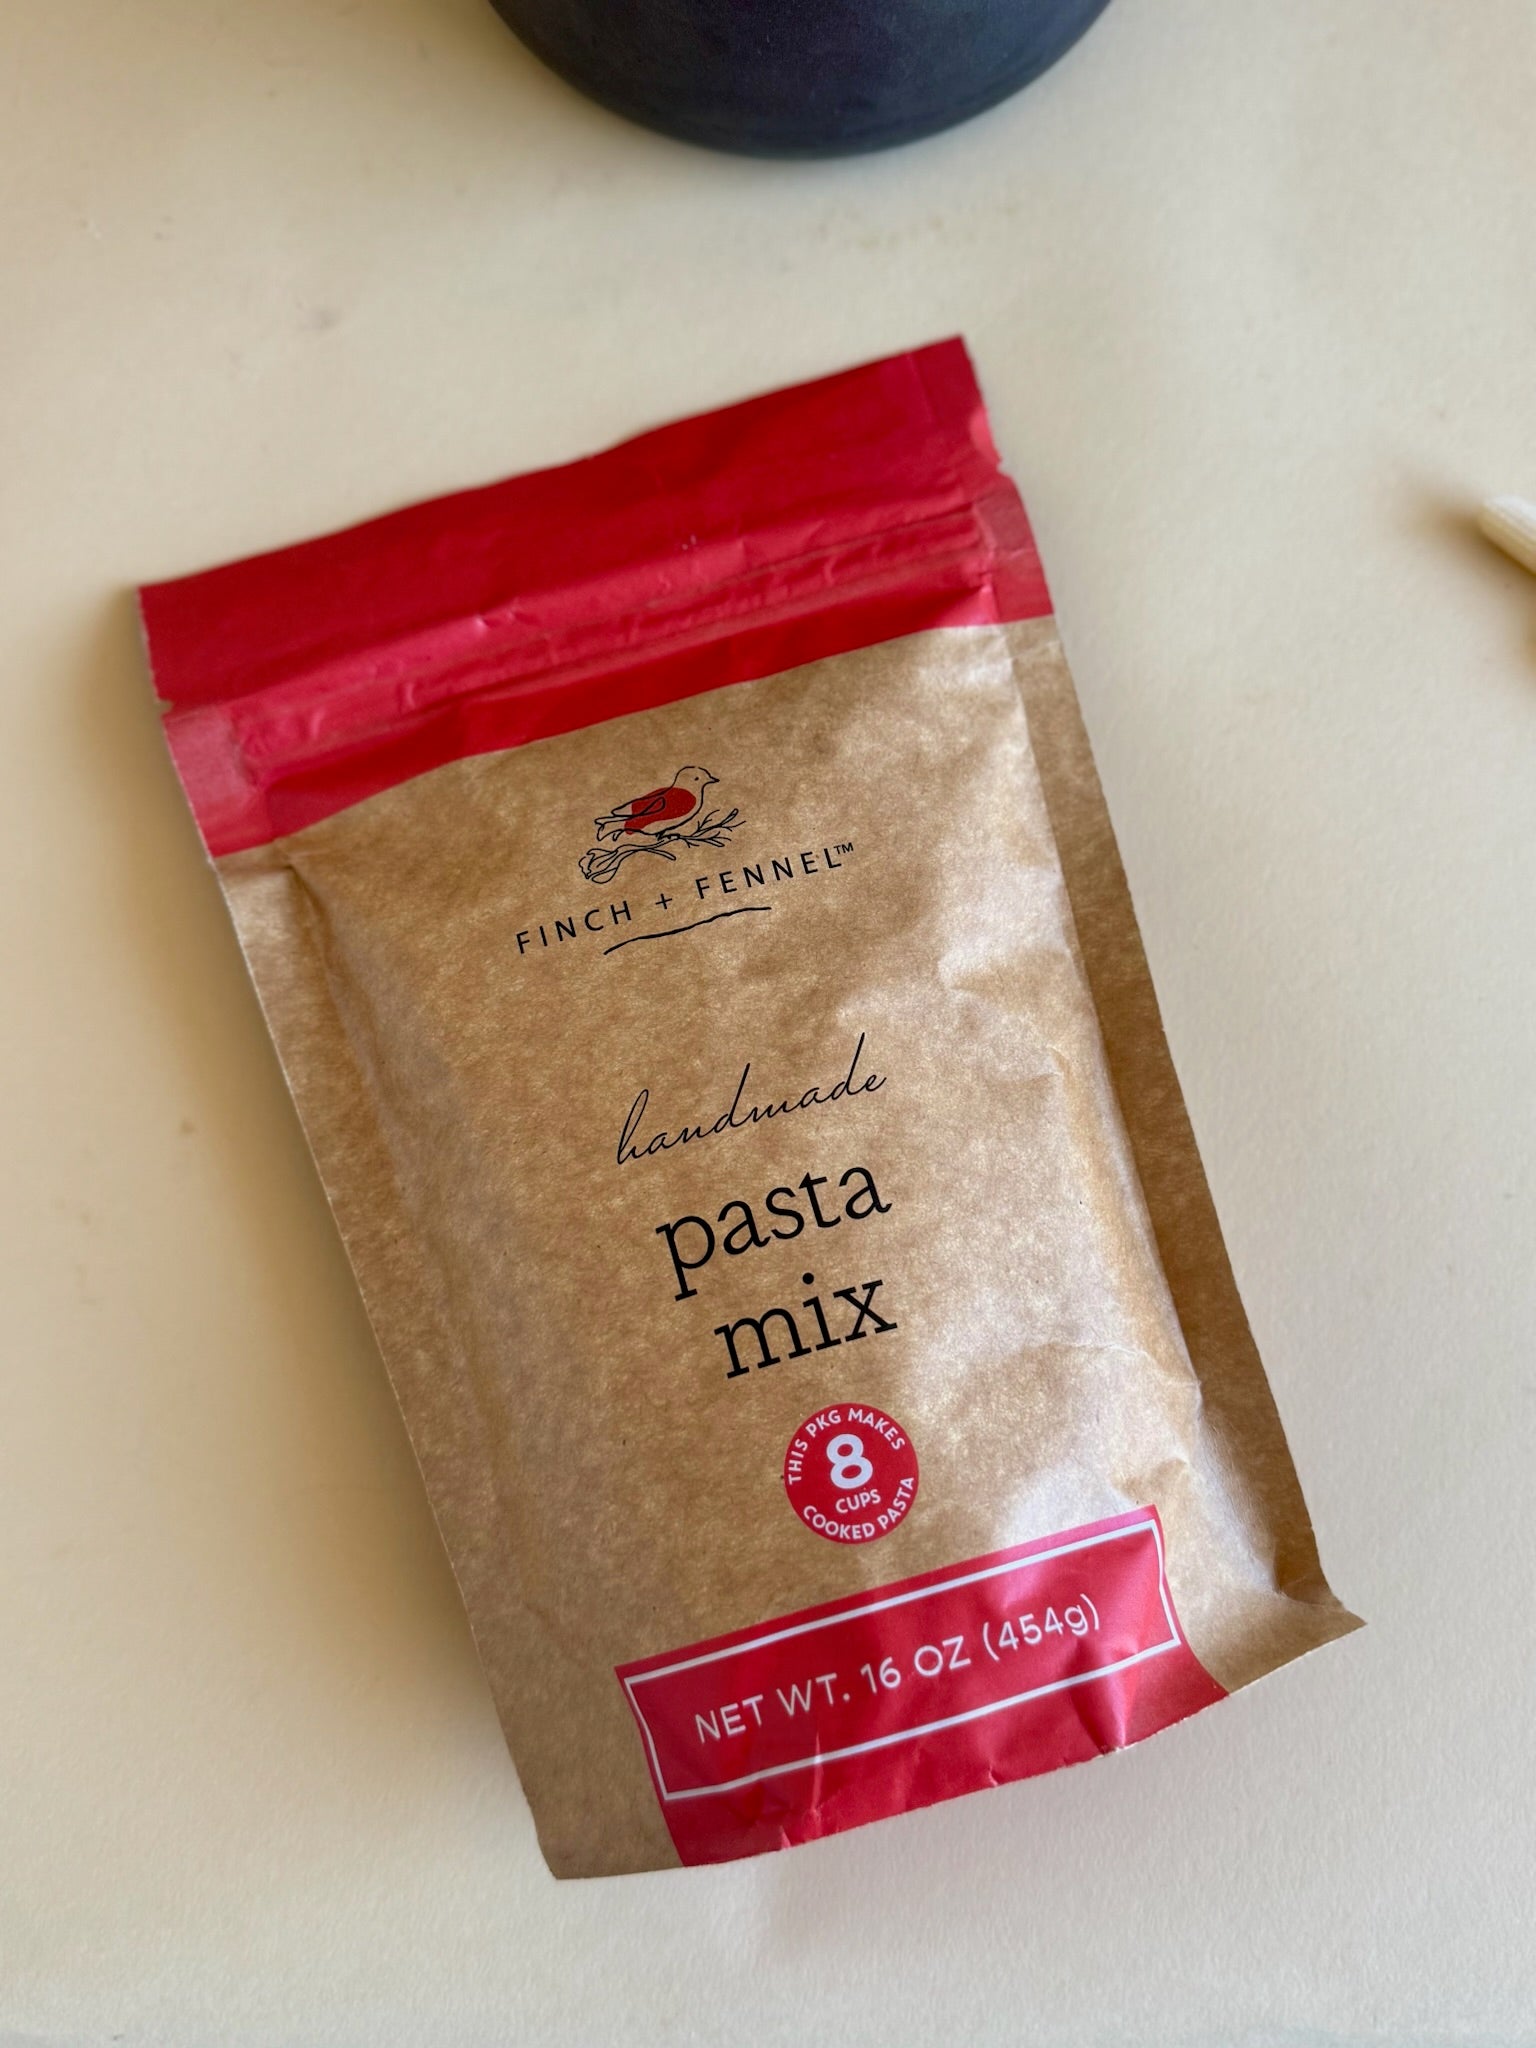 FINCH + FENNEL™
handmade
pasta
mix
THIS PKG MAKES
8
CUPS
COOKED PASTA
NET WT. 16 OZ (454g)